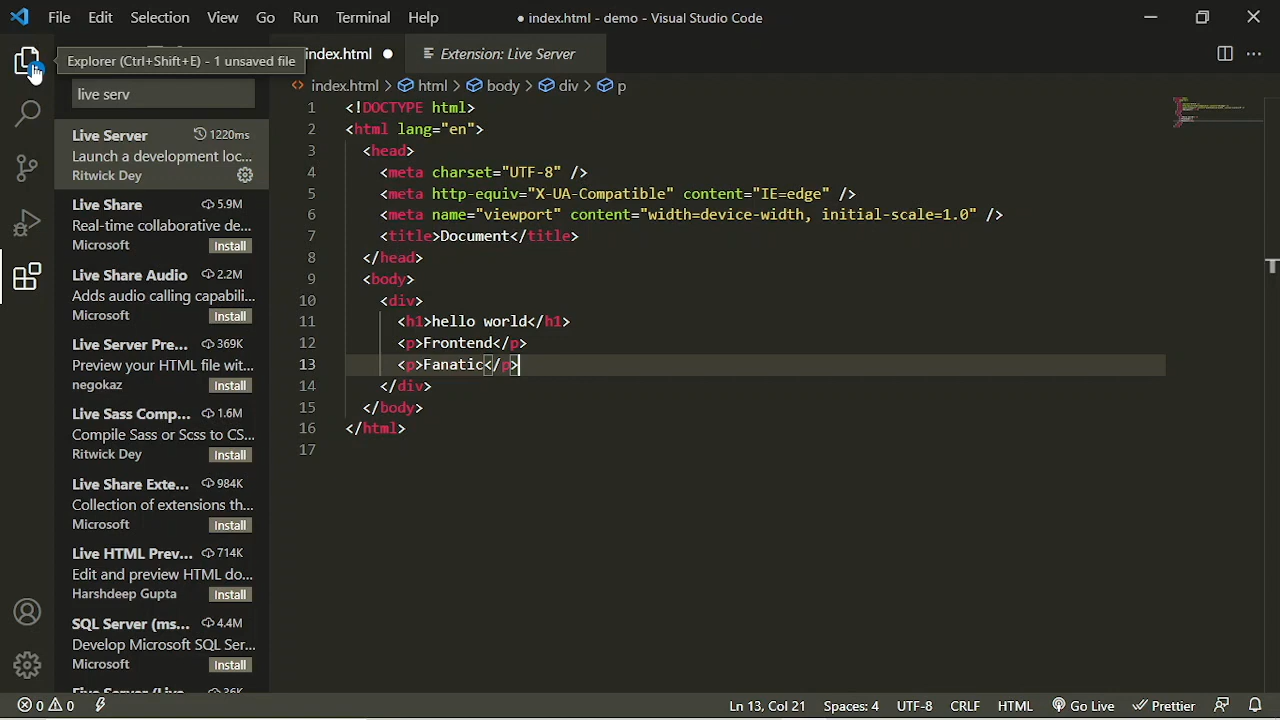 File Edit Selection View Go Run Terminal Help ● index.html - demo - Visual Studio Code
Explorer (Ctrl+Shift+E) - 1 unsaved file
index.html ●
Extension: Live Server
live serv
index.html > html > body > div > p
Live Server 1220ms
Launch a development loc...
Ritwick Dey
Live Share 5.9M
Real-time collaborative de...
Microsoft Install
Live Share Audio 2.2M
Adds audio calling capabili...
Microsoft Install
Live Server Pre... 369K
Preview your HTML file wit...
negokaz Install
Live Sass Comp... 1.6M
Compile Sass or Scss to CS...
Ritwick Dey Install
Live Share Exte... 984K
Collection of extensions th...
Microsoft Install
Live HTML Prev... 714K
Edit and preview HTML do...
Harshdeep Gupta Install
SQL Server (ms... 4.4M
Develop Microsoft SQL Ser...
Microsoft Install
1 <!DOCTYPE html>
2 <html lang="en">
3 <head>
4 <meta charset="UTF-8" />
5 <meta http-equiv="X-UA-Compatible" content="IE=edge" />
6 <meta name="viewport" content="width=device-width, initial-scale=1.0" />
7 <title>Document</title>
8 </head>
9 <body>
10 <div>
11 <h1>hello world</h1>
12 <p>Frontend</p>
13 <p>Fanatic</p>
14 </div>
15 </body>
16 </html>
17
0 0 Ln 13, Col 21 Spaces: 4 UTF-8 CRLF HTML Go Live Prettier